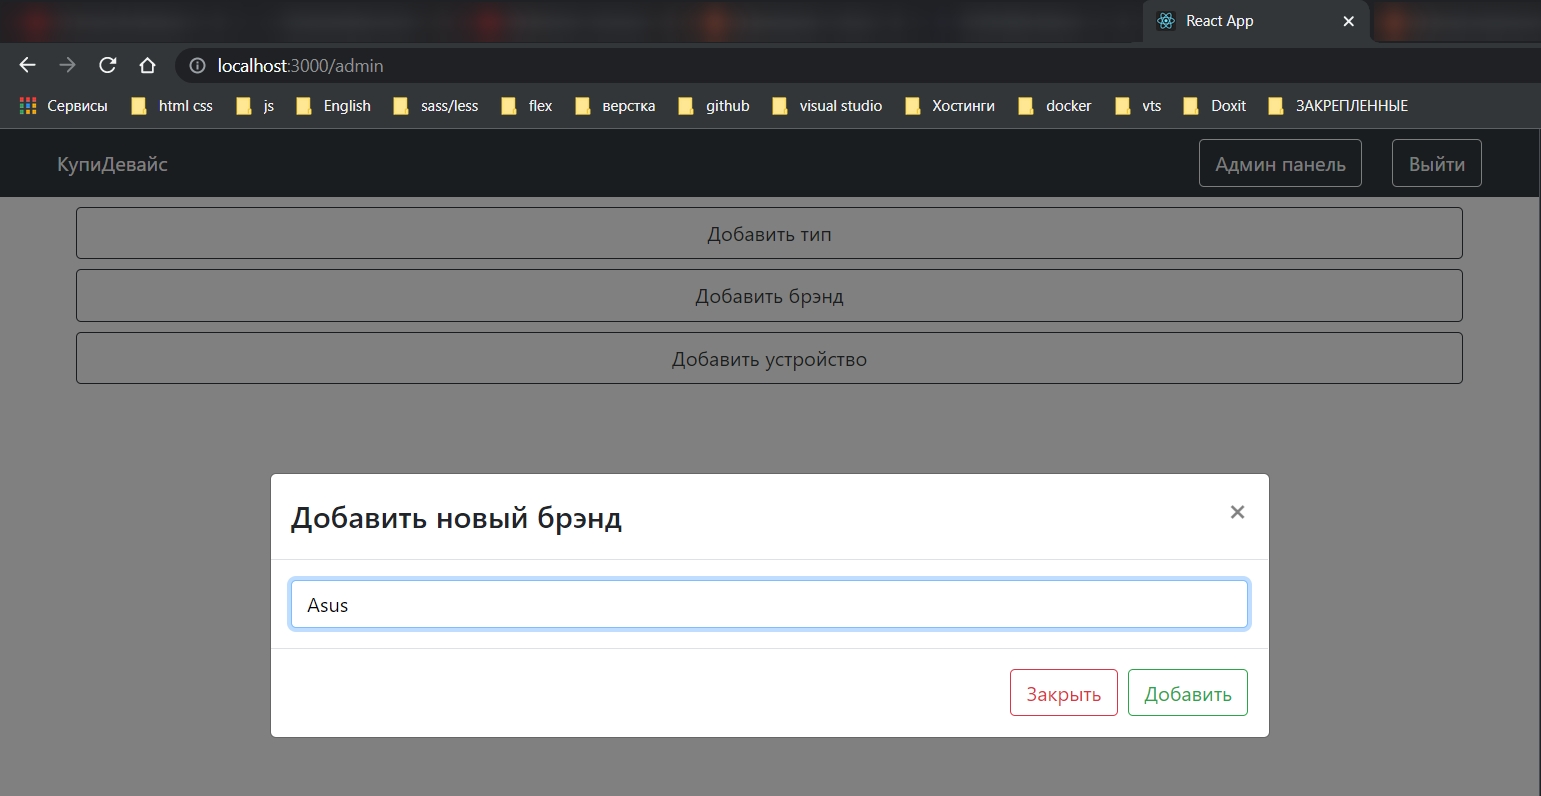 React App
localhost:3000/admin
Сервисы html css js English sass/less flex верстка github visual studio Хостинги docker vts Doxit ЗАКРЕПЛЕННЫЕ
КупиДевайс Админ панель Выйти
Добавить тип
Добавить брэнд
Добавить устройство
Добавить новый брэнд
Asus
Закрыть Добавить